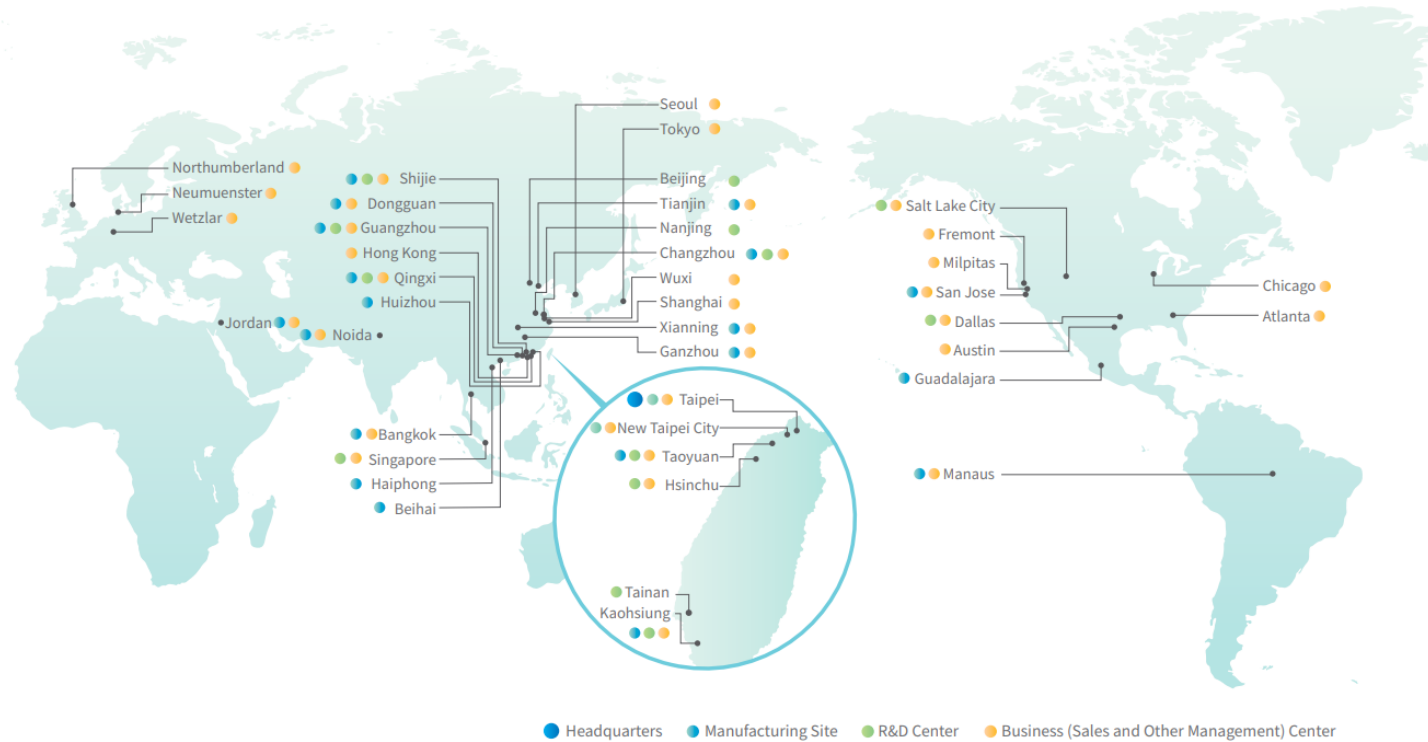 Northumberland
Neumuenster
Wetzlar
Shijie
Dongguan
Guangzhou
Hong Kong
Qingxi
Huizhou
Jordan
Noida
Seoul
Tokyo
Beijing
Tianjin
Nanjing
Changzhou
Wuxi
Shanghai
Xianning
Ganzhou
Bangkok
Singapore
Haiphong
Beihai
Taipei
New Taipei City
Taoyuan
Hsinchu
Tainan
Kaohsiung
Salt Lake City
Fremont
Milpitas
San Jose
Dallas
Austin
Guadalajara
Chicago
Atlanta
Manaus
Headquarters
Manufacturing Site
R&D Center
Business (Sales and Other Management) Center